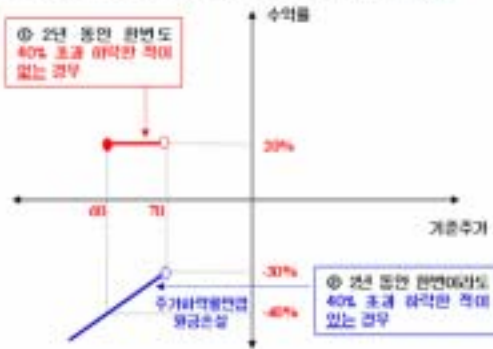 수익률
① 2년 동안 한번도
40% 초과 하락한 적이
없는 경우
20%
60
70
기준주가
-30%
② 2년 동안 한번이라도
40% 초과 하락한 적이
있는 경우
주가하락률만큼
원금손실
-40%